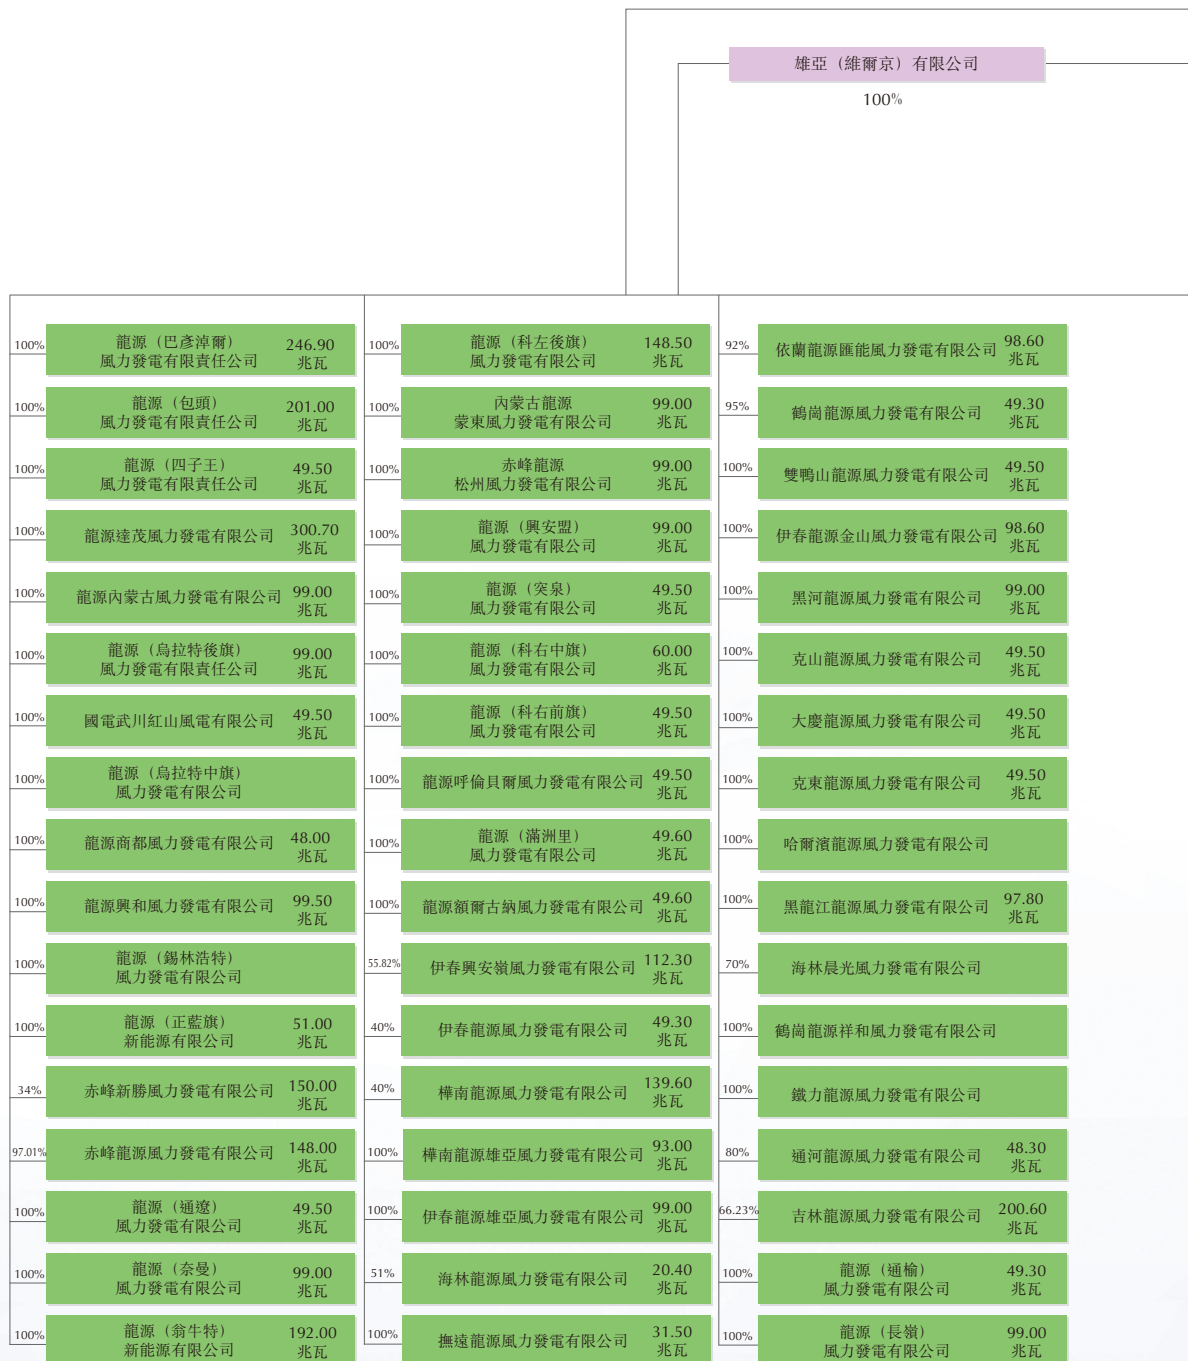 雄亞（維爾京）有限公司
100%
100%
龍源（巴彥淖爾）
風力發電有限責任公司
246.90
兆瓦
100%
龍源（包頭）
風力發電有限責任公司
201.00
兆瓦
100%
龍源（四子王）
風力發電有限責任公司
49.50
兆瓦
100%
龍源達茂風力發電有限公司
300.70
兆瓦
100%
龍源內蒙古風力發電有限公司
99.00
兆瓦
100%
龍源（烏拉特後旗）
風力發電有限責任公司
99.00
兆瓦
100%
國電武川紅山風電有限公司
49.50
兆瓦
100%
龍源（烏拉特中旗）
風力發電有限公司
100%
龍源商都風力發電有限公司
48.00
兆瓦
100%
龍源興和風力發電有限公司
99.50
兆瓦
100%
龍源（錫林浩特）
風力發電有限公司
100%
龍源（正藍旗）
新能源有限公司
51.00
兆瓦
34%
赤峰新勝風力發電有限公司
150.00
兆瓦
97.01%
赤峰龍源風力發電有限公司
148.00
兆瓦
100%
龍源（通遼）
風力發電有限公司
49.50
兆瓦
100%
龍源（奈曼）
風力發電有限公司
99.00
兆瓦
100%
龍源（翁牛特）
新能源有限公司
192.00
兆瓦
100%
龍源（科左後旗）
風力發電有限公司
148.50
兆瓦
100%
內蒙古龍源
蒙東風力發電有限公司
99.00
兆瓦
100%
赤峰龍源
松州風力發電有限公司
99.00
兆瓦
100%
龍源（興安盟）
風力發電有限公司
99.00
兆瓦
100%
龍源（突泉）
風力發電有限公司
49.50
兆瓦
100%
龍源（科右中旗）
風力發電有限公司
60.00
兆瓦
100%
龍源（科右前旗）
風力發電有限公司
49.50
兆瓦
100%
龍源呼倫貝爾風力發電有限公司
49.50
兆瓦
100%
龍源（滿洲里）
風力發電有限公司
49.60
兆瓦
100%
龍源額爾古納風力發電有限公司
49.60
兆瓦
55.82%
伊春興安嶺風力發電有限公司
112.30
兆瓦
40%
伊春龍源風力發電有限公司
49.30
兆瓦
40%
樺南龍源風力發電有限公司
139.60
兆瓦
100%
樺南龍源雄亞風力發電有限公司
93.00
兆瓦
100%
伊春龍源雄亞風力發電有限公司
99.00
兆瓦
51%
海林龍源風力發電有限公司
20.40
兆瓦
100%
撫遠龍源風力發電有限公司
31.50
兆瓦
92%
依蘭龍源匯能風力發電有限公司
98.60
兆瓦
95%
鶴崗龍源風力發電有限公司
49.30
兆瓦
100%
雙鴨山龍源風力發電有限公司
49.50
兆瓦
100%
伊春龍源金山風力發電有限公司
98.60
兆瓦
100%
黑河龍源風力發電有限公司
99.00
兆瓦
100%
克山龍源風力發電有限公司
49.50
兆瓦
100%
大慶龍源風力發電有限公司
49.50
兆瓦
100%
克東龍源風力發電有限公司
49.50
兆瓦
100%
哈爾濱龍源風力發電有限公司
100%
黑龍江龍源風力發電有限公司
97.80
兆瓦
70%
海林晨光風力發電有限公司
100%
鶴崗龍源祥和風力發電有限公司
100%
鐵力龍源風力發電有限公司
80%
通河龍源風力發電有限公司
48.30
兆瓦
66.23%
吉林龍源風力發電有限公司
200.60
兆瓦
100%
龍源（通榆）
風力發電有限公司
49.30
兆瓦
100%
龍源（長嶺）
風力發電有限公司
99.00
兆瓦